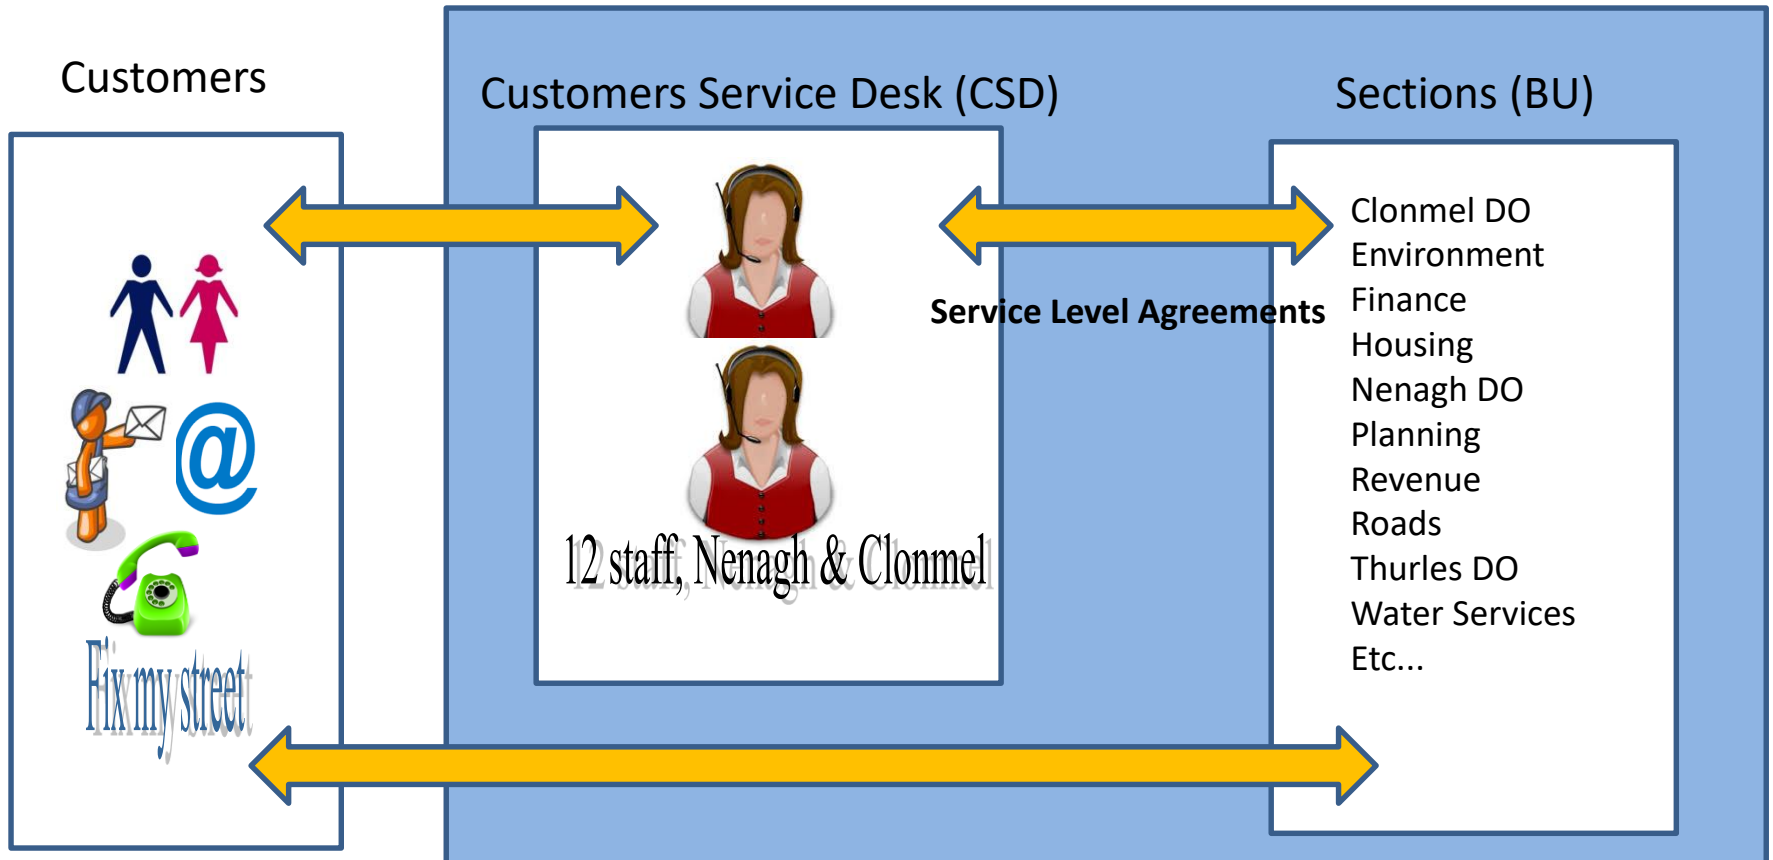 Customers
@
Fix my street
Customers Service Desk (CSD)
12 staff, Nenagh & Clonmel
Service Level Agreements
Sections (BU)
Clonmel DO
Environment
Finance
Housing
Nenagh DO
Planning
Revenue
Roads
Thurles DO
Water Services
Etc...